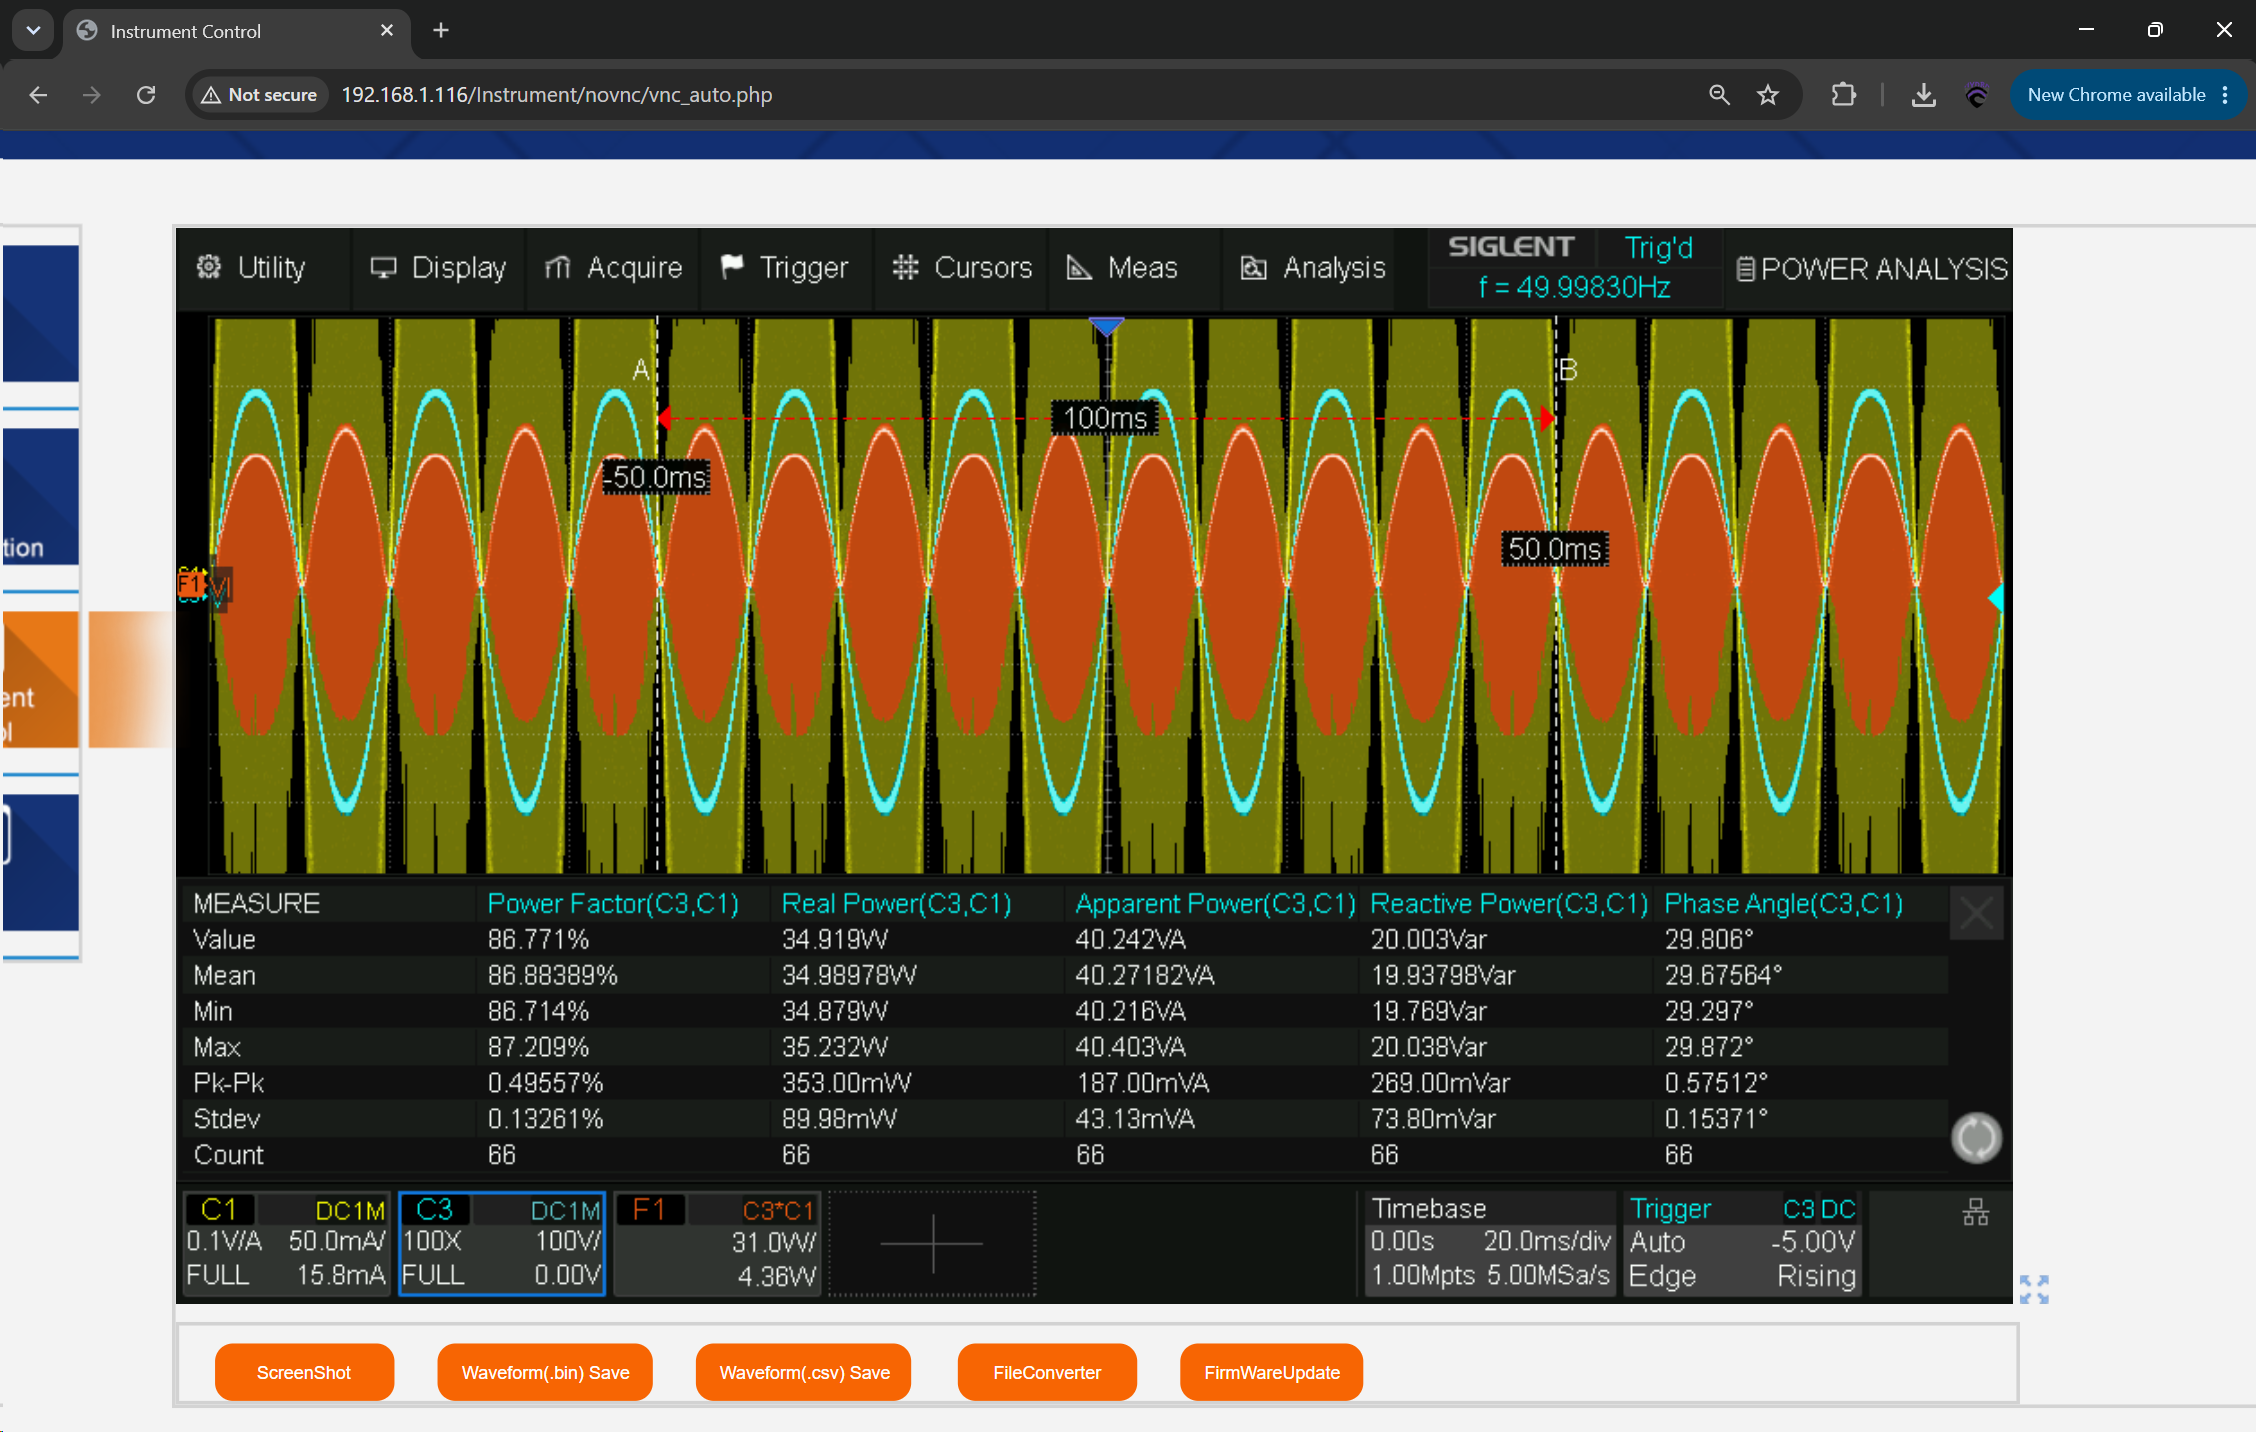 Instrument Control
Not secure
192.168.1.116/Instrument/novnc/vnc_auto.php
New Chrome available
Utility
Display
Acquire
Trigger
Cursors
Meas
Analysis
SIGLENT
Trig'd
f = 49.99830Hz
POWER ANALYSIS
A
B
100ms
-50.0ms
50.0ms
F1
tion
ent
MEASURE Power Factor(C3,C1) Real Power(C3,C1) Apparent Power(C3,C1) Reactive Power(C3,C1) Phase Angle(C3,C1)
Value 86.771% 34.919W 40.242VA 20.003Var 29.806°
Mean 86.88389% 34.98978W 40.27182VA 19.93798Var 29.67564°
Min 86.714% 34.879W 40.216VA 19.769Var 29.297°
Max 87.209% 35.232W 40.403VA 20.038Var 29.872°
Pk-Pk 0.49557% 353.00mW 187.00mVA 269.00mVar 0.57512°
Stdev 0.13261% 89.98mW 43.13mVA 73.80mVar 0.15371°
Count 66 66 66 66 66
C1 DC1M
0.1V/A 50.0mA/
FULL 15.8mA
C3 DC1M
100X 100V/
FULL 0.00V
F1 C3*C1
31.0W/
4.36W
Timebase
0.00s 20.0ms/div
1.00Mpts 5.00MSa/s
Trigger C3 DC
Auto -5.00V
Edge Rising
ScreenShot
Waveform(.bin) Save
Waveform(.csv) Save
FileConverter
FirmWareUpdate